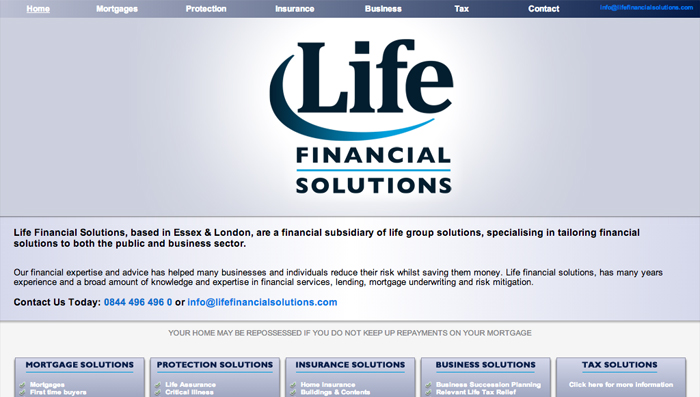 Home Mortgages Protection Insurance Business Tax Contact info@lifefinancialsolutions.com
Life
FINANCIAL
SOLUTIONS
Life Financial Solutions, based in Essex & London, are a financial subsidiary of life group solutions, specialising in tailoring financial
solutions to both the public and business sector.
Our financial expertise and advice has helped many businesses and individuals reduce their risk whilst saving them money. Life financial solutions, has many years
experience and a broad amount of knowledge and expertise in financial services, lending, mortgage underwriting and risk mitigation.
Contact Us Today: 0844 496 496 0 or info@lifefinancialsolutions.com
YOUR HOME MAY BE REPOSSESSED IF YOU DO NOT KEEP UP REPAYMENTS ON YOUR MORTGAGE
MORTGAGE SOLUTIONS PROTECTION SOLUTIONS INSURANCE SOLUTIONS BUSINESS SOLUTIONS TAX SOLUTIONS
Mortgages Life Assurance Home Insurance Business Succession Planning Click here for more information
First time buyers Critical Illness Buildings & Contents Relevant Life Tax Relief